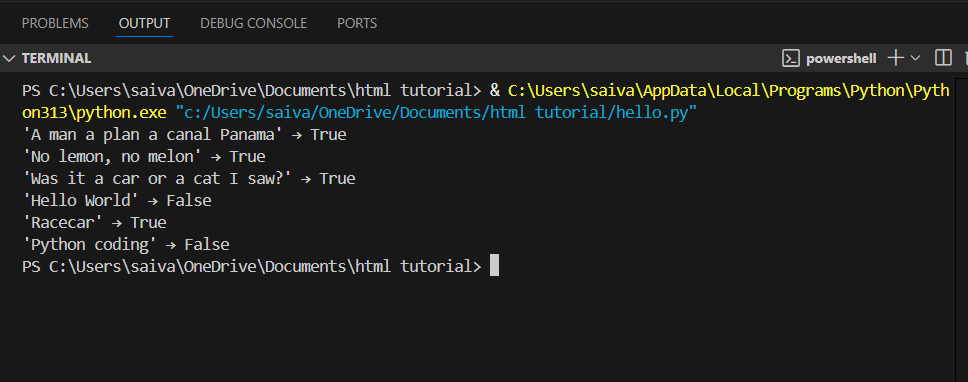 PROBLEMS OUTPUT DEBUG CONSOLE PORTS
TERMINAL powershell
PS C:\Users\saiva\OneDrive\Documents\html tutorial> & C:\Users\saiva\AppData\Local\Programs\Python\Pyth
on313\python.exe "c:/Users/saiva/OneDrive/Documents/html tutorial/hello.py"
'A man a plan a canal Panama' → True
'No lemon, no melon' → True
'Was it a car or a cat I saw?' → True
'Hello World' → False
'Racecar' → True
'Python coding' → False
PS C:\Users\saiva\OneDrive\Documents\html tutorial>